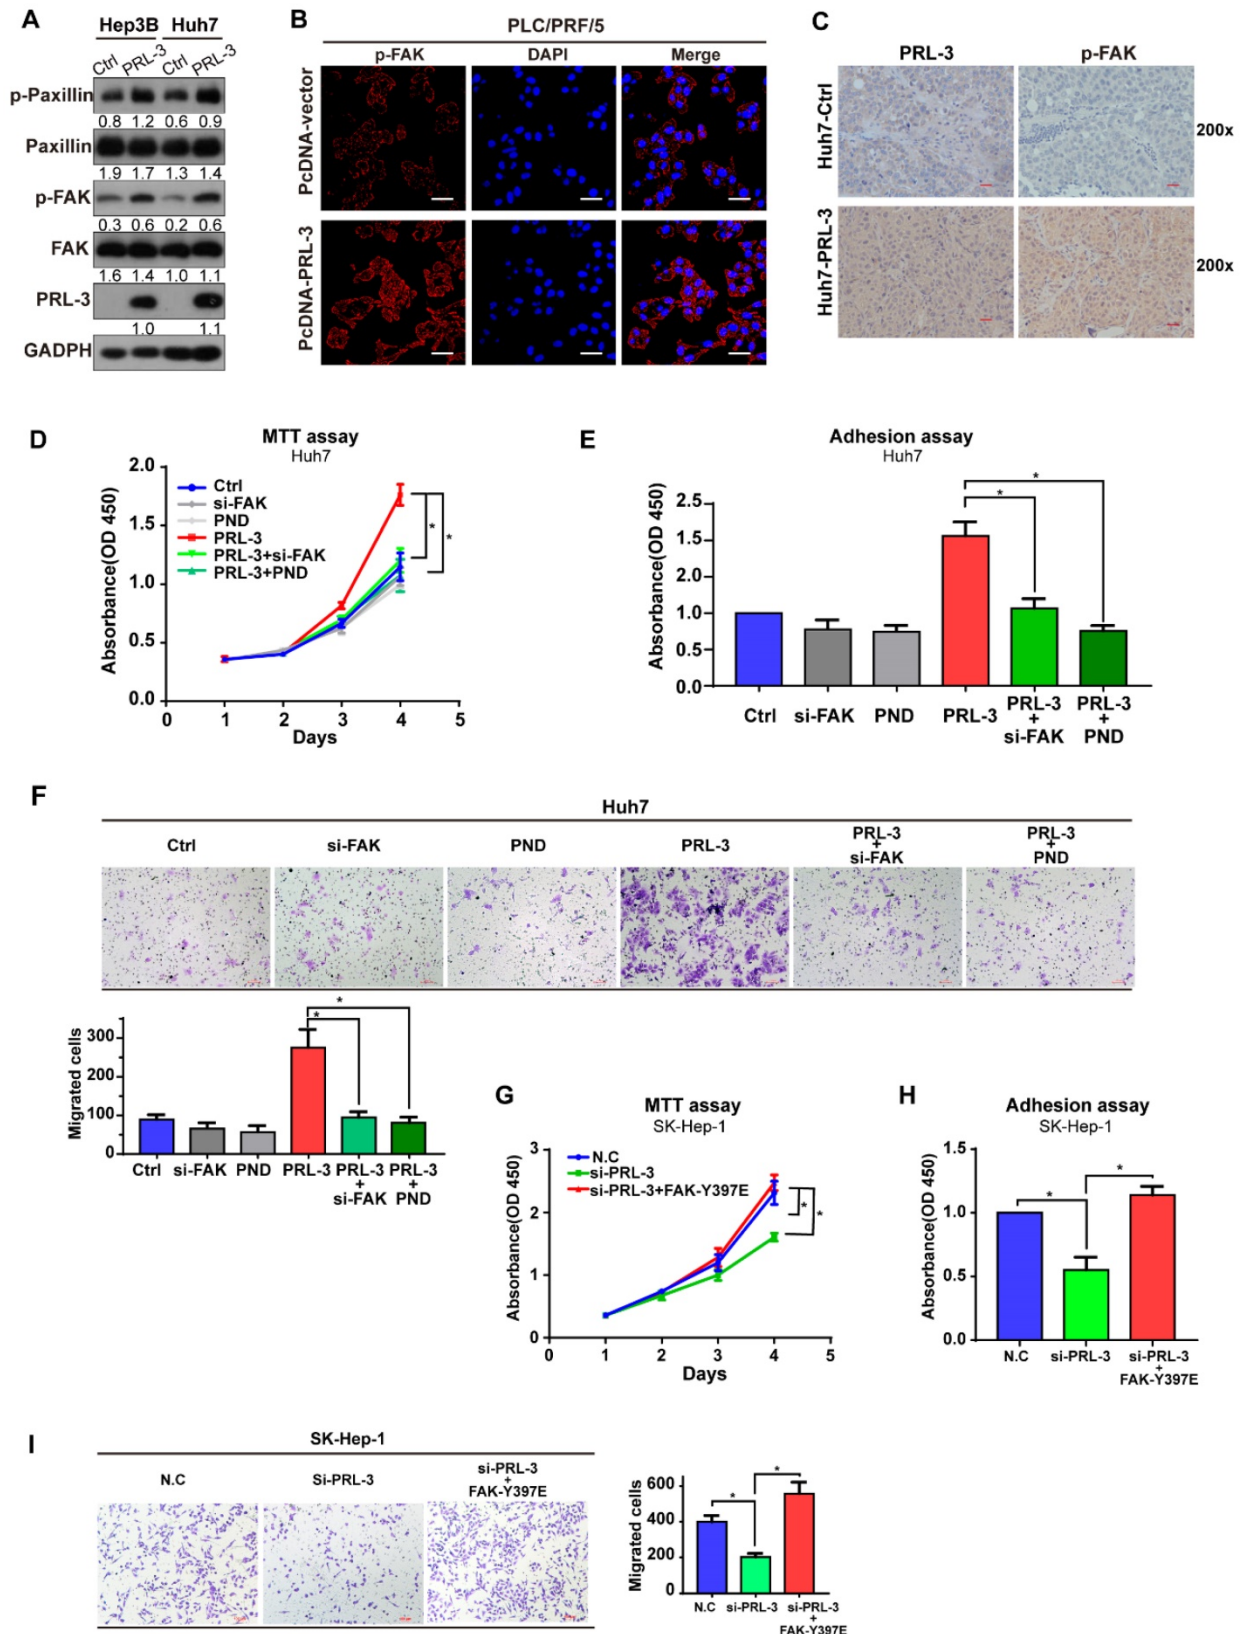 A
Hep3B Huh7
Ctrl PRL-3 Ctrl PRL-3
p-Paxillin
0.8 1.2 0.6 0.9
Paxillin
1.9 1.7 1.3 1.4
p-FAK
0.3 0.6 0.2 0.6
FAK
1.6 1.4 1.0 1.1
PRL-3
1.0 1.1
GADPH
B
PLC/PRF/5
p-FAK DAPI Merge
PcDNA-vector
PcDNA-PRL-3
C
PRL-3 p-FAK
Huh7-Ctrl
200x
Huh7-PRL-3
200x
D
MTT assay
Huh7
Absorbance(OD 450)
2.0
1.5
1.0
0.5
0.0
Ctrl
si-FAK
PND
PRL-3
PRL-3+si-FAK
PRL-3+PND
*
*
0 1 2 3 4 5
Days
E
Adhesion assay
Huh7
Absorbance(OD 450)
2.5
1.5
2.0
1.0
0.5
0.0
*
*
Ctrl si-FAK PND PRL-3 PRL-3 PRL-3
+ +
si-FAK PND
F
Huh7
Ctrl si-FAK PND PRL-3 PRL-3 PRL-3
+ +
si-FAK PND
Migrated cells
300
200
100
0
*
*
Ctrl si-FAK PND PRL-3 PRL-3 PRL-3
+ +
si-FAK PND
G
MTT assay
SK-Hep-1
Absorbance(OD 450)
3
2
1
0
N.C
si-PRL-3
si-PRL-3+FAK-Y397E
*
*
0 1 2 3 4 5
Days
H
Adhesion assay
SK-Hep-1
Absorbance(OD 450)
1.5
1.0
0.5
0.0
*
*
N.C si-PRL-3 si-PRL-3
+
FAK-Y397E
I
SK-Hep-1
N.C Si-PRL-3 si-PRL-3
+
FAK-Y397E
Migrated cells
600
400
200
0
*
*
N.C si-PRL-3 si-PRL-3
+
FAK-Y397E